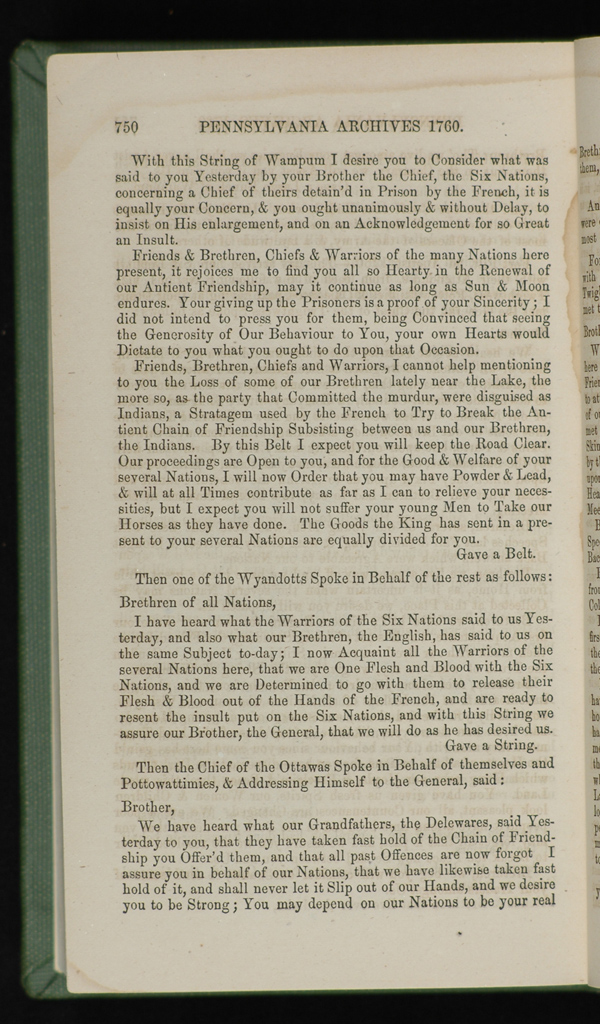 750 PENNSYLVANIA ARCHIVES 1760.
With this String of Wampum I desire you to Consider what was
said to you Yesterday by your Brother the Chief, the Six Nations,
concerning a Chief of theirs detain'd in Prison by the French, it is
equally your Concern, & you ought unanimously & without Delay, to
insist on His enlargement, and on an Acknowledgement for so Great
an Insult.
Friends & Brethren, Chiefs & Warriors of the many Nations here
present, it rejoices me to find you all so Hearty in the Renewal of
our Antient Friendship, may it continue as long as Sun & Moon
endures. Your giving up the Prisoners is a proof of your Sincerity; I
did not intend to press you for them, being Convinced that seeing
the Generosity of Our Behaviour to You, your own Hearts would
Dictate to you what you ought to do upon that Occasion.
Friends, Brethren, Chiefs and Warriors, I cannot help mentioning
to you the Loss of some of our Brethren lately near the Lake, the
more so, as the party that Committed the murdur, were disguised as
Indians, a Stratagem used by the French to Try to Break the An-
tient Chain of Friendship Subsisting between us and our Brethren,
the Indians. By this Belt I expect you will keep the Road Clear.
Our proceedings are Open to you, and for the Good & Welfare of your
several Nations, I will now Order that you may have Powder & Lead,
& will at all Times contribute as far as I can to relieve your neces-
sities, but I expect you will not suffer your young Men to Take our
Horses as they have done. The Goods the King has sent in a pre-
sent to your several Nations are equally divided for you.
Gave a Belt.
Then one of the Wyandotts Spoke in Behalf of the rest as follows:
Brethren of all Nations,
I have heard what the Warriors of the Six Nations said to us Yes-
terday, and also what our Brethren, the English, has said to us on
the same Subject to-day; I now Acquaint all the Warriors of the
several Nations here, that we are One Flesh and Blood with the Six
Nations, and we are Determined to go with them to release their
Flesh & Blood out of the Hands of the French, and are ready to
resent the insult put on the Six Nations, and with this String we
assure our Brother, the General, that we will do as he has desired us.
Gave a String.
Then the Chief of the Ottawas Spoke in Behalf of themselves and
Pottowattimies, & Addressing Himself to the General, said:
Brother,
We have heard what our Grandfathers, the Delewares, said Yes-
terday to you, that they have taken fast hold of the Chain of Friend-
ship you Offer'd them, and that all past Offences are now forgot I
assure you in behalf of our Nations, that we have likewise taken fast
hold of it, and shall never let it Slip out of our Hands, and we desire
you to be Strong; You may depend on our Nations to be your real